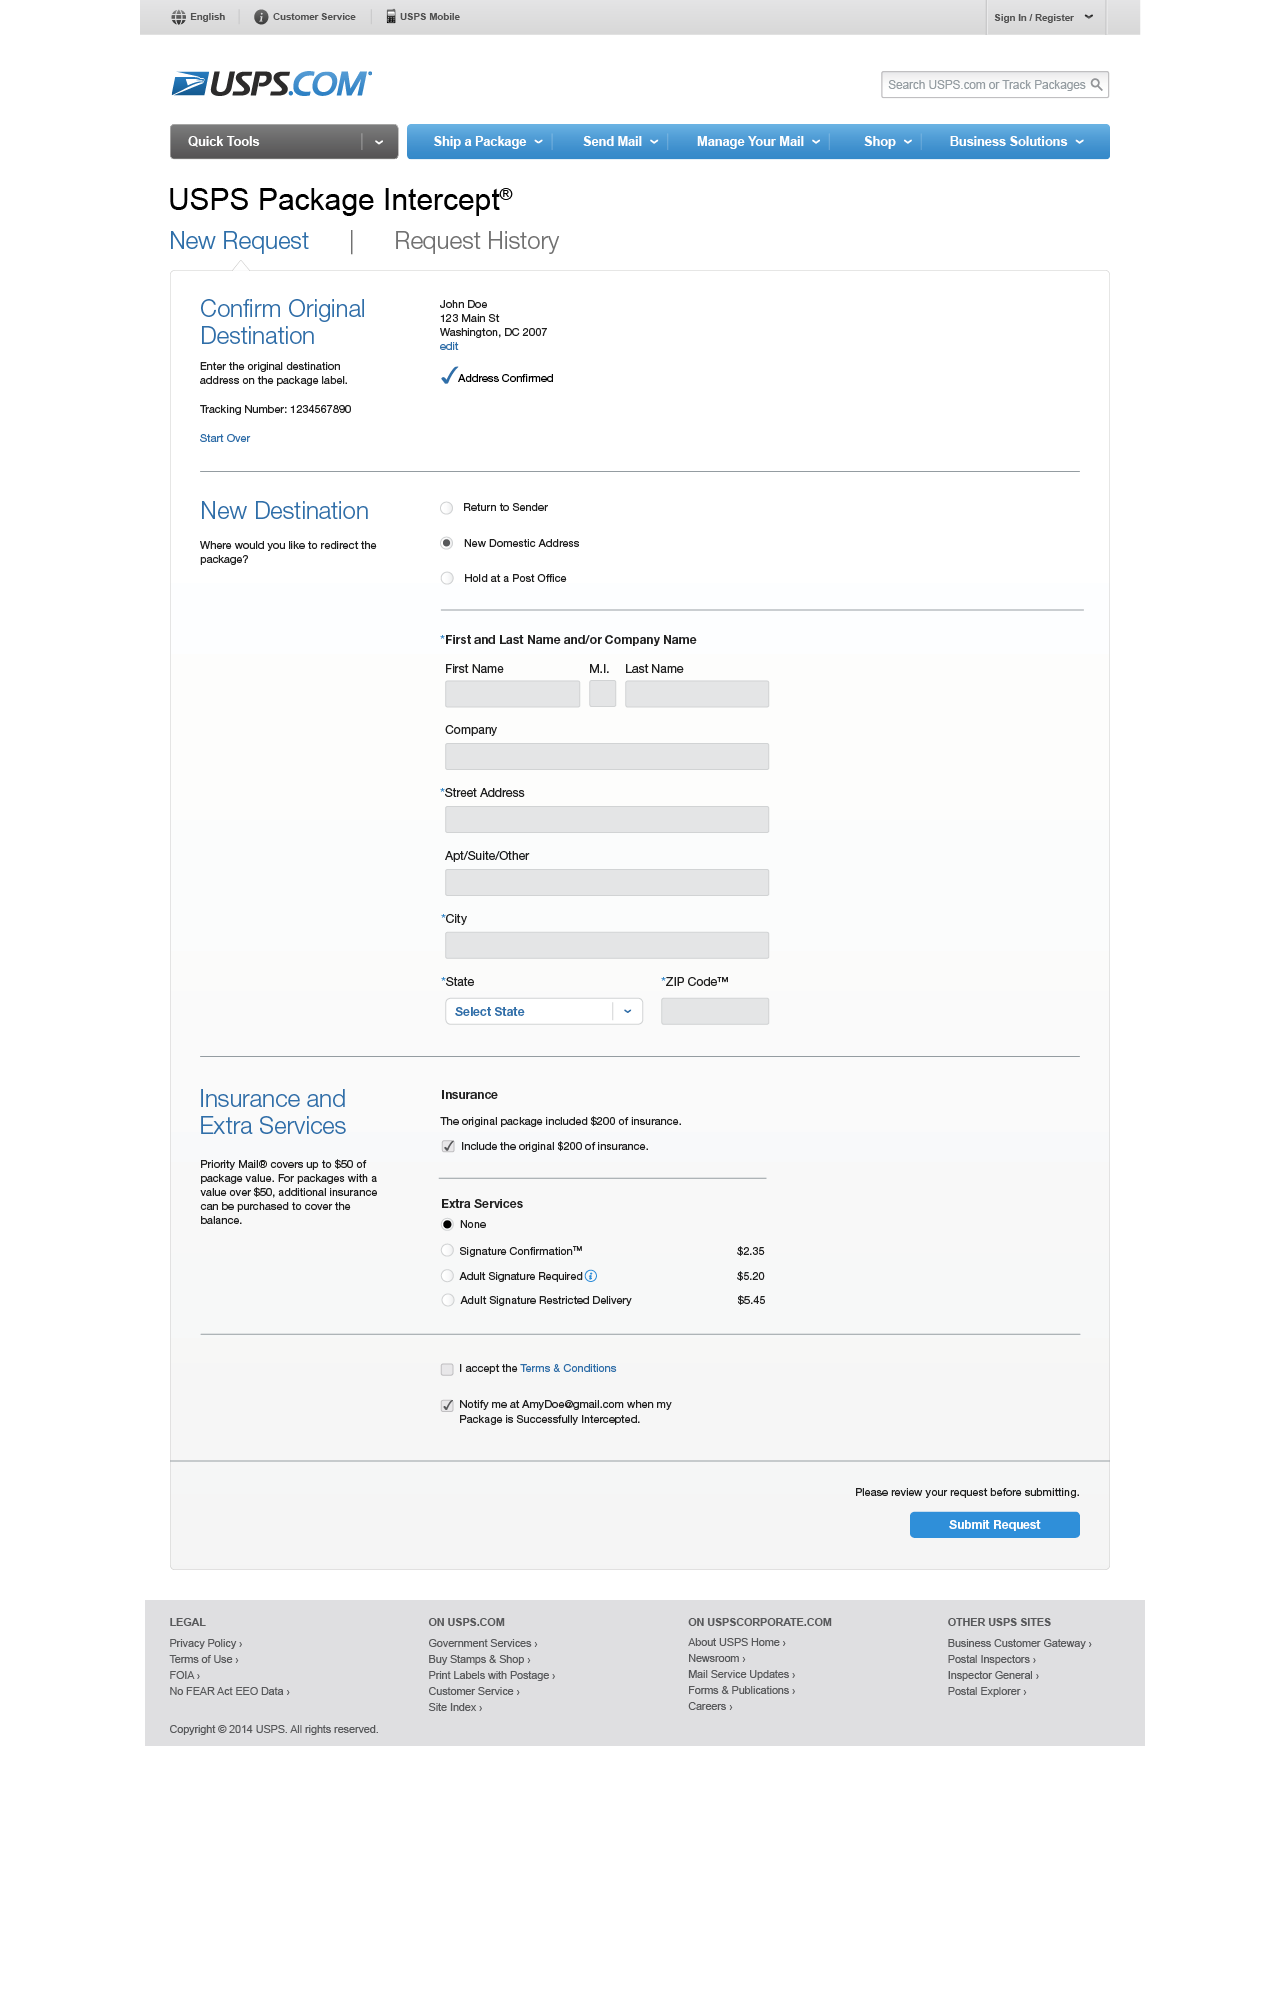 English
Customer Service
USPS Mobile
Sign In / Register
USPS.COM
Search USPS.com or Track Packages
Quick Tools
Ship a Package
Send Mail
Manage Your Mail
Shop
Business Solutions
USPS Package Intercept®
New Request | Request History
Confirm Original
Destination
Enter the original destination
address on the package label.
Tracking Number: 1234567890
Start Over
John Doe
123 Main St
Washington, DC 2007
edit
Address Confirmed
New Destination
Where would you like to redirect the
package?
Return to Sender
New Domestic Address
Hold at a Post Office
*First and Last Name and/or Company Name
First Name M.I. Last Name
Company
*Street Address
Apt/Suite/Other
*City
*State *ZIP Code™
Select State
Insurance and
Extra Services
Priority Mail® covers up to $50 of
package value. For packages with a
value over $50, additional insurance
can be purchased to cover the
balance.
Insurance
The original package included $200 of insurance.
Include the original $200 of insurance.
Extra Services
None
Signature Confirmation™ $2.35
Adult Signature Required $5.20
Adult Signature Restricted Delivery $5.45
I accept the Terms & Conditions
Notify me at AmyDoe@gmail.com when my
Package is Successfully Intercepted.
Please review your request before submitting.
Submit Request
LEGAL
Privacy Policy ›
Terms of Use ›
FOIA ›
No FEAR Act EEO Data ›
ON USPS.COM
Government Services ›
Buy Stamps & Shop ›
Print Labels with Postage ›
Customer Service ›
Site Index ›
ON USPSCORPORATE.COM
About USPS Home ›
Newsroom ›
Mail Service Updates ›
Forms & Publications ›
Careers ›
OTHER USPS SITES
Business Customer Gateway ›
Postal Inspectors ›
Inspector General ›
Postal Explorer ›
Copyright © 2014 USPS. All rights reserved.